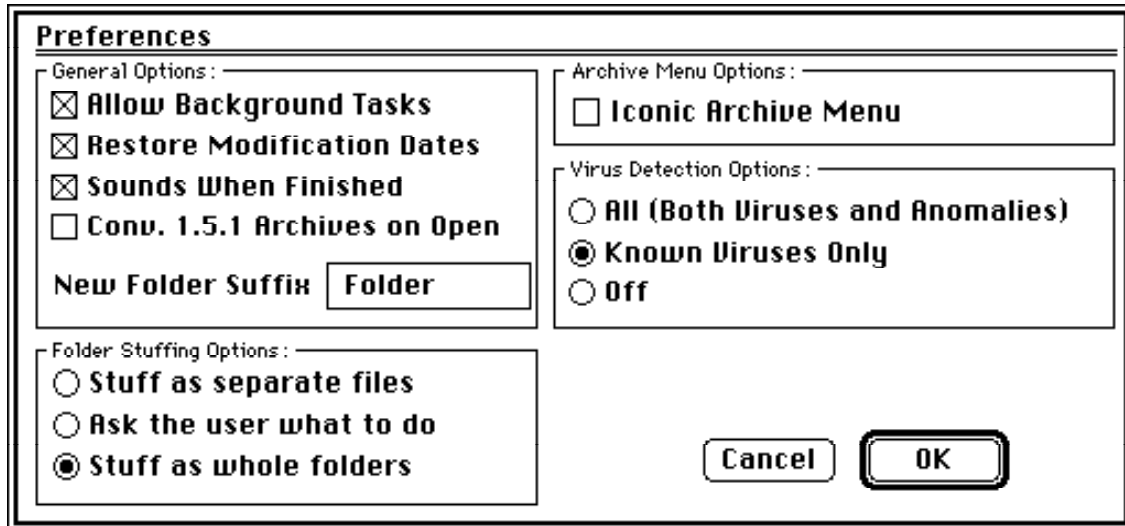 Preferences
General Options:
Allow Background Tasks
Restore Modification Dates
Sounds When Finished
Conv. 1.5.1 Archives on Open
New Folder Suffix Folder
Folder Stuffing Options:
Stuff as separate files
Ask the user what to do
Stuff as whole folders
Archive Menu Options:
Iconic Archive Menu
Virus Detection Options:
All (Both Viruses and Anomalies)
Known Viruses Only
Off
Cancel OK